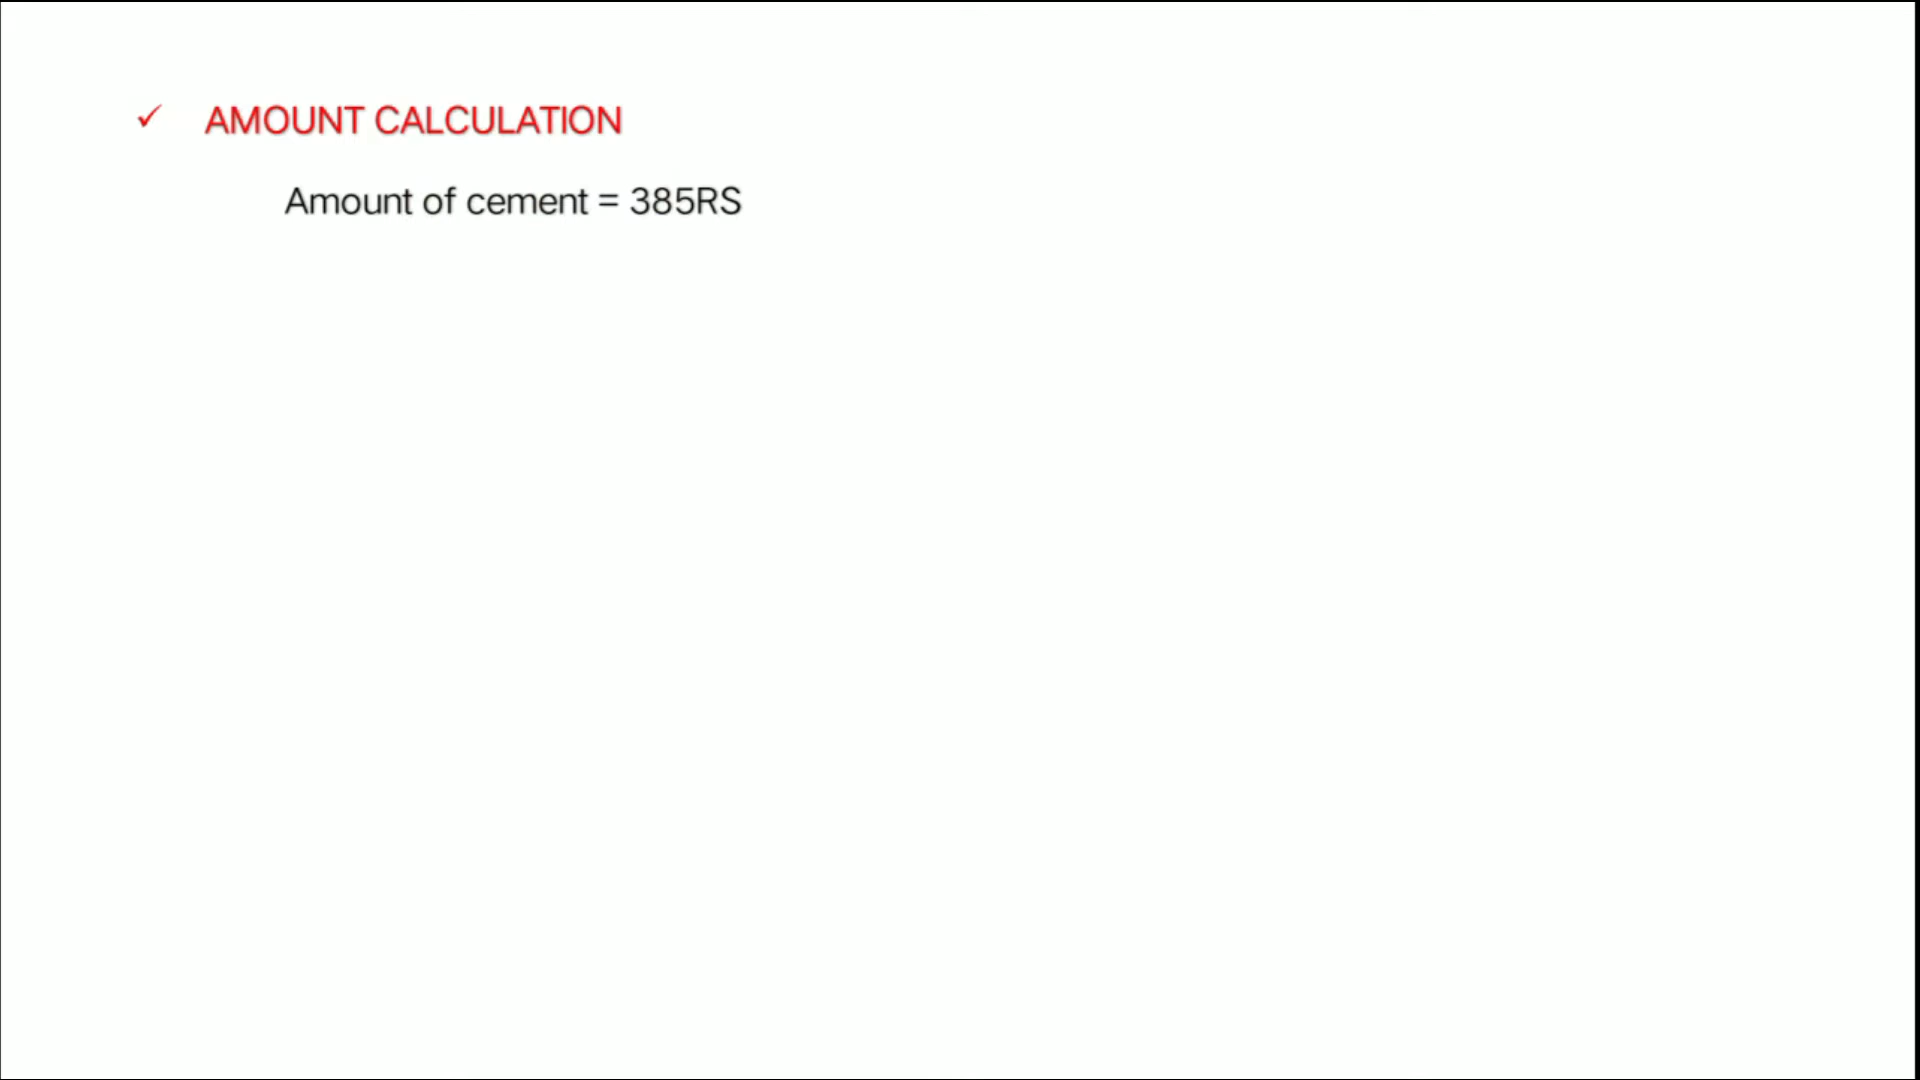 ✓ AMOUNT CALCULATION
Amount of cement = 385RS